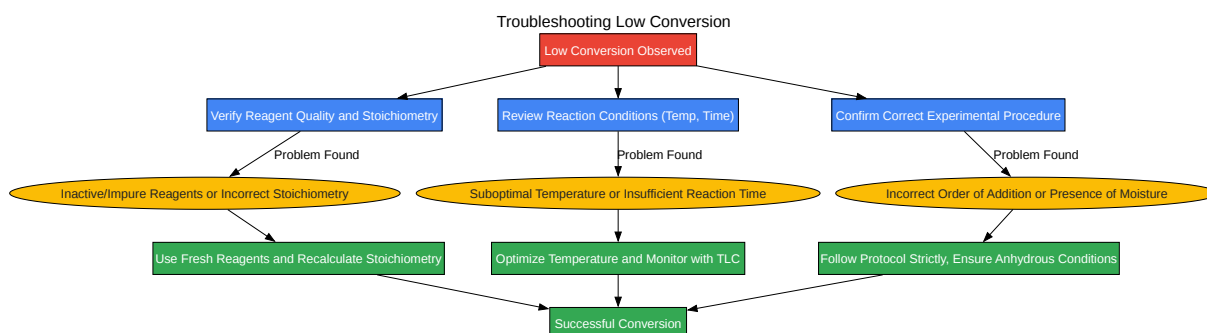 Troubleshooting Low Conversion
Low Conversion Observed
Verify Reagent Quality and Stoichiometry
Review Reaction Conditions (Temp, Time)
Confirm Correct Experimental Procedure
Problem Found
Problem Found
Problem Found
Inactive/Impure Reagents or Incorrect Stoichiometry
Suboptimal Temperature or Insufficient Reaction Time
Incorrect Order of Addition or Presence of Moisture
Use Fresh Reagents and Recalculate Stoichiometry
Optimize Temperature and Monitor with TLC
Follow Protocol Strictly, Ensure Anhydrous Conditions
Successful Conversion